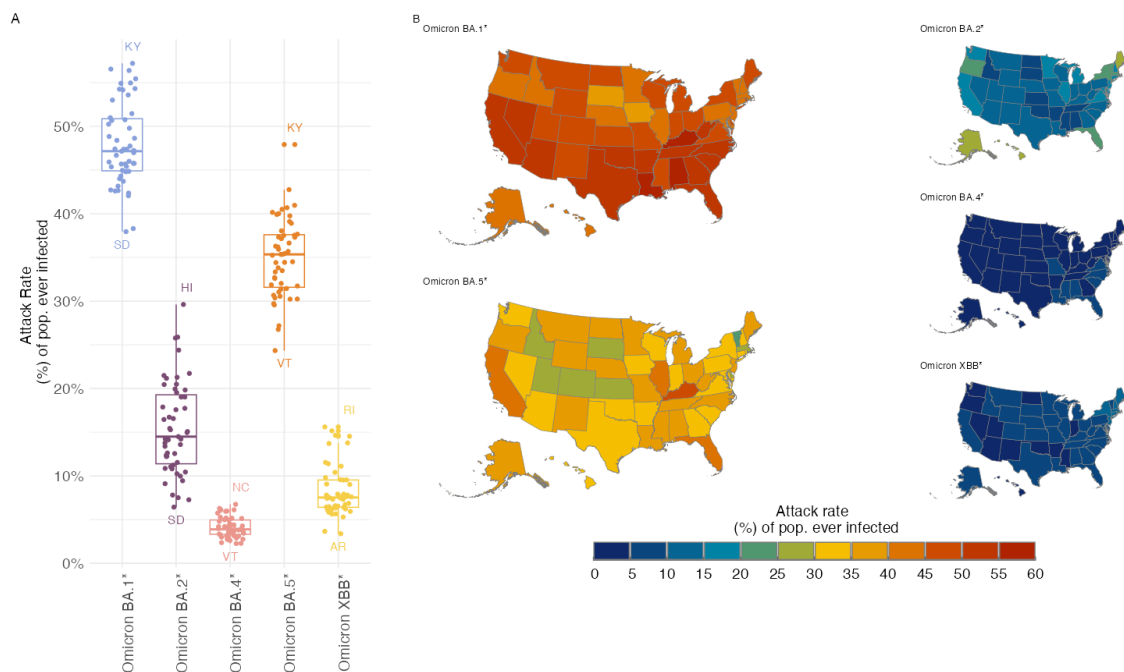 A
Attack Rate
(%) of pop. ever infected)
50%
40%
30%
20%
10%
0%
KY
SD
HI
SD
NC
VT
KY
VT
RI
AR
Omicron BA.1*
Omicron BA.2*
Omicron BA.4*
Omicron BA.5*
Omicron XBB*
B
Omicron BA.1*
Omicron BA.2*
Omicron BA.4*
Omicron BA.5*
Omicron XBB*
Attack rate
(%) of pop. ever infected
0 5 10 15 20 25 30 35 40 45 50 55 60